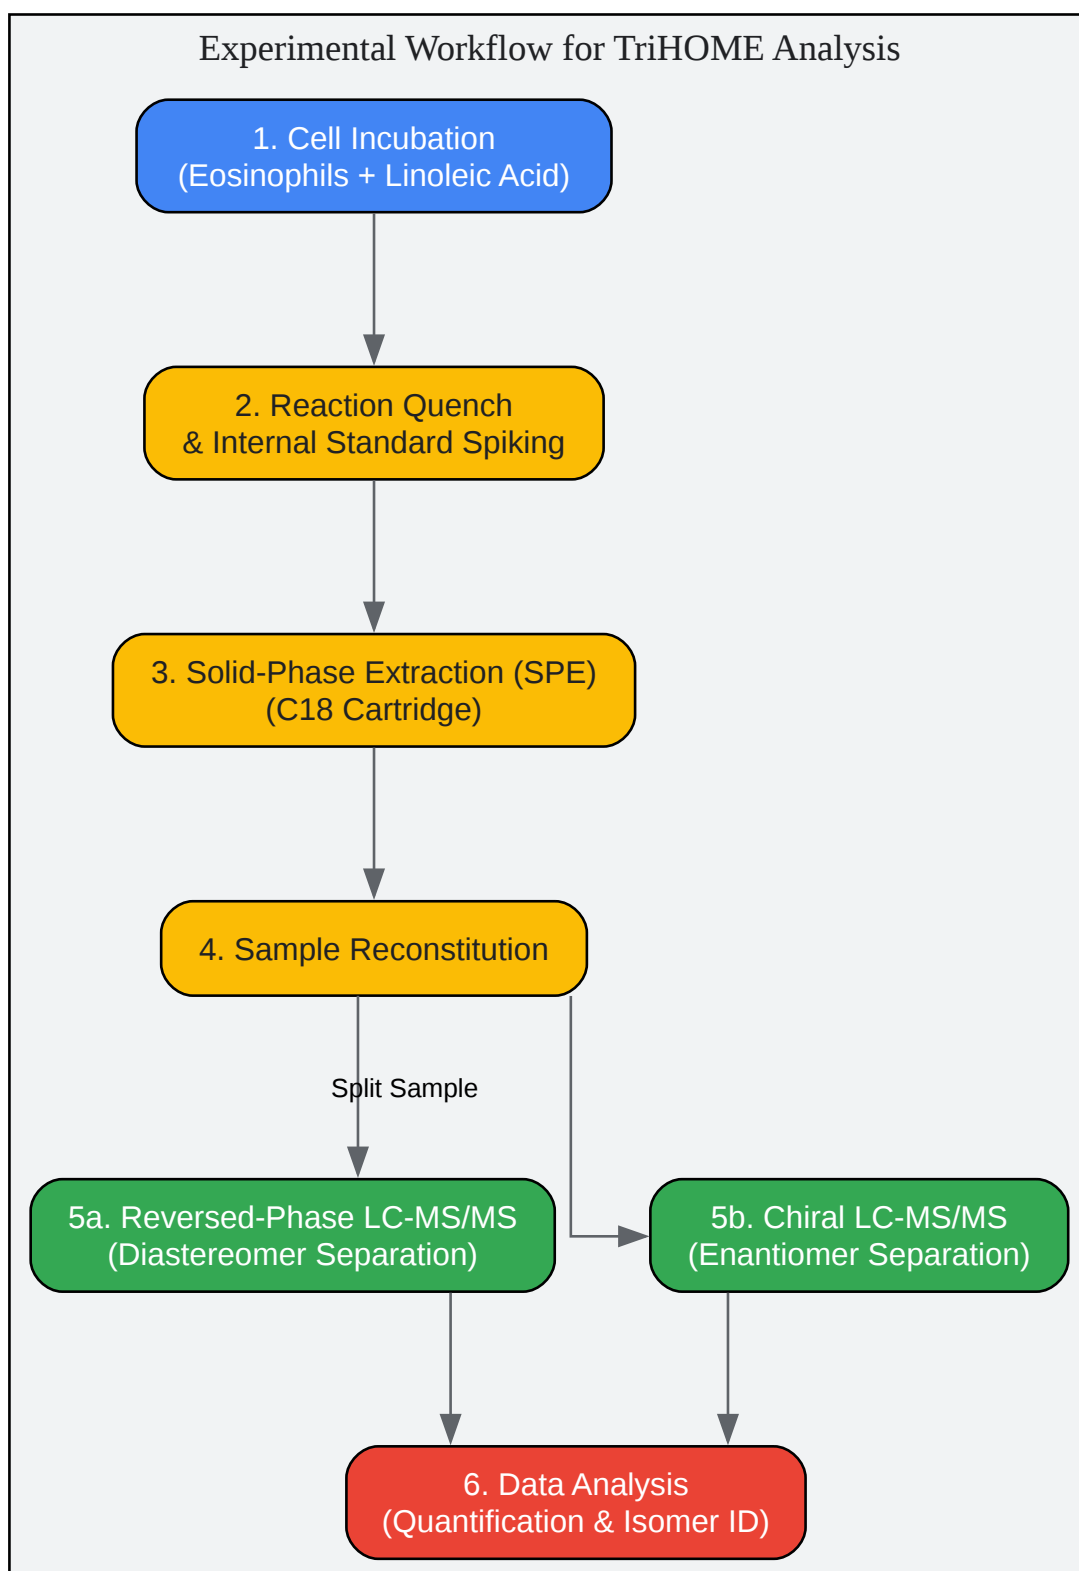 Experimental Workflow for TriHOME Analysis
1. Cell Incubation
(Eosinophils + Linoleic Acid)
2. Reaction Quench
& Internal Standard Spiking
3. Solid-Phase Extraction (SPE)
(C18 Cartridge)
4. Sample Reconstitution
Split Sample
5a. Reversed-Phase LC-MS/MS
(Diastereomer Separation)
5b. Chiral LC-MS/MS
(Enantiomer Separation)
6. Data Analysis
(Quantification & Isomer ID)